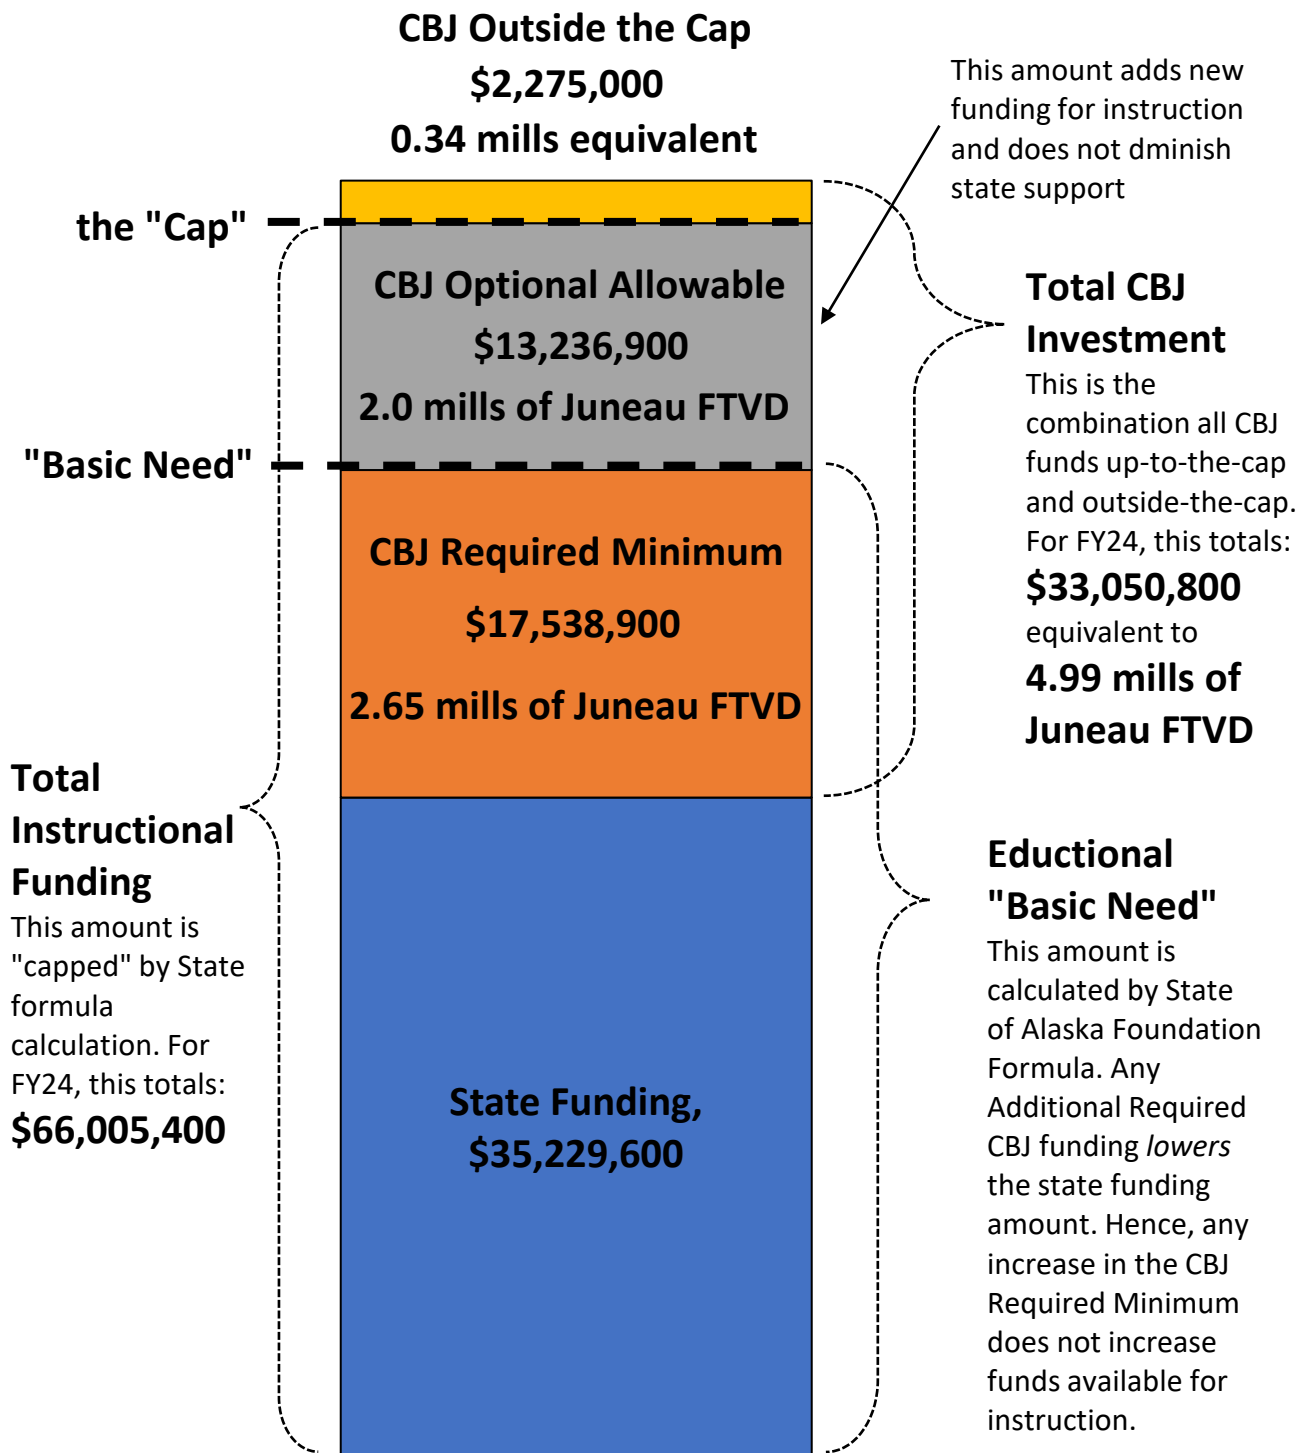 CBJ Outside the Cap
$2,275,000
0.34 mills equivalent
This amount adds new
funding for instruction
and does not dminish
state support
the "Cap"
CBJ Optional Allowable
$13,236,900
2.0 mills of Juneau FTVD
"Basic Need"
CBJ Required Minimum
$17,538,900
2.65 mills of Juneau FTVD
State Funding,
$35,229,600
Total CBJ
Investment
This is the
combination all CBJ
funds up-to-the-cap
and outside-the-cap.
For FY24, this totals:
$33,050,800
equivalent to
4.99 mills of
Juneau FTVD
Total
Instructional
Funding
This amount is
"capped" by State
formula
calculation. For
FY24, this totals:
$66,005,400
Eductional
"Basic Need"
This amount is
calculated by State
of Alaska Foundation
Formula. Any
Additional Required
CBJ funding lowers
the state funding
amount. Hence, any
increase in the CBJ
Required Minimum
does not increase
funds available for
instruction.